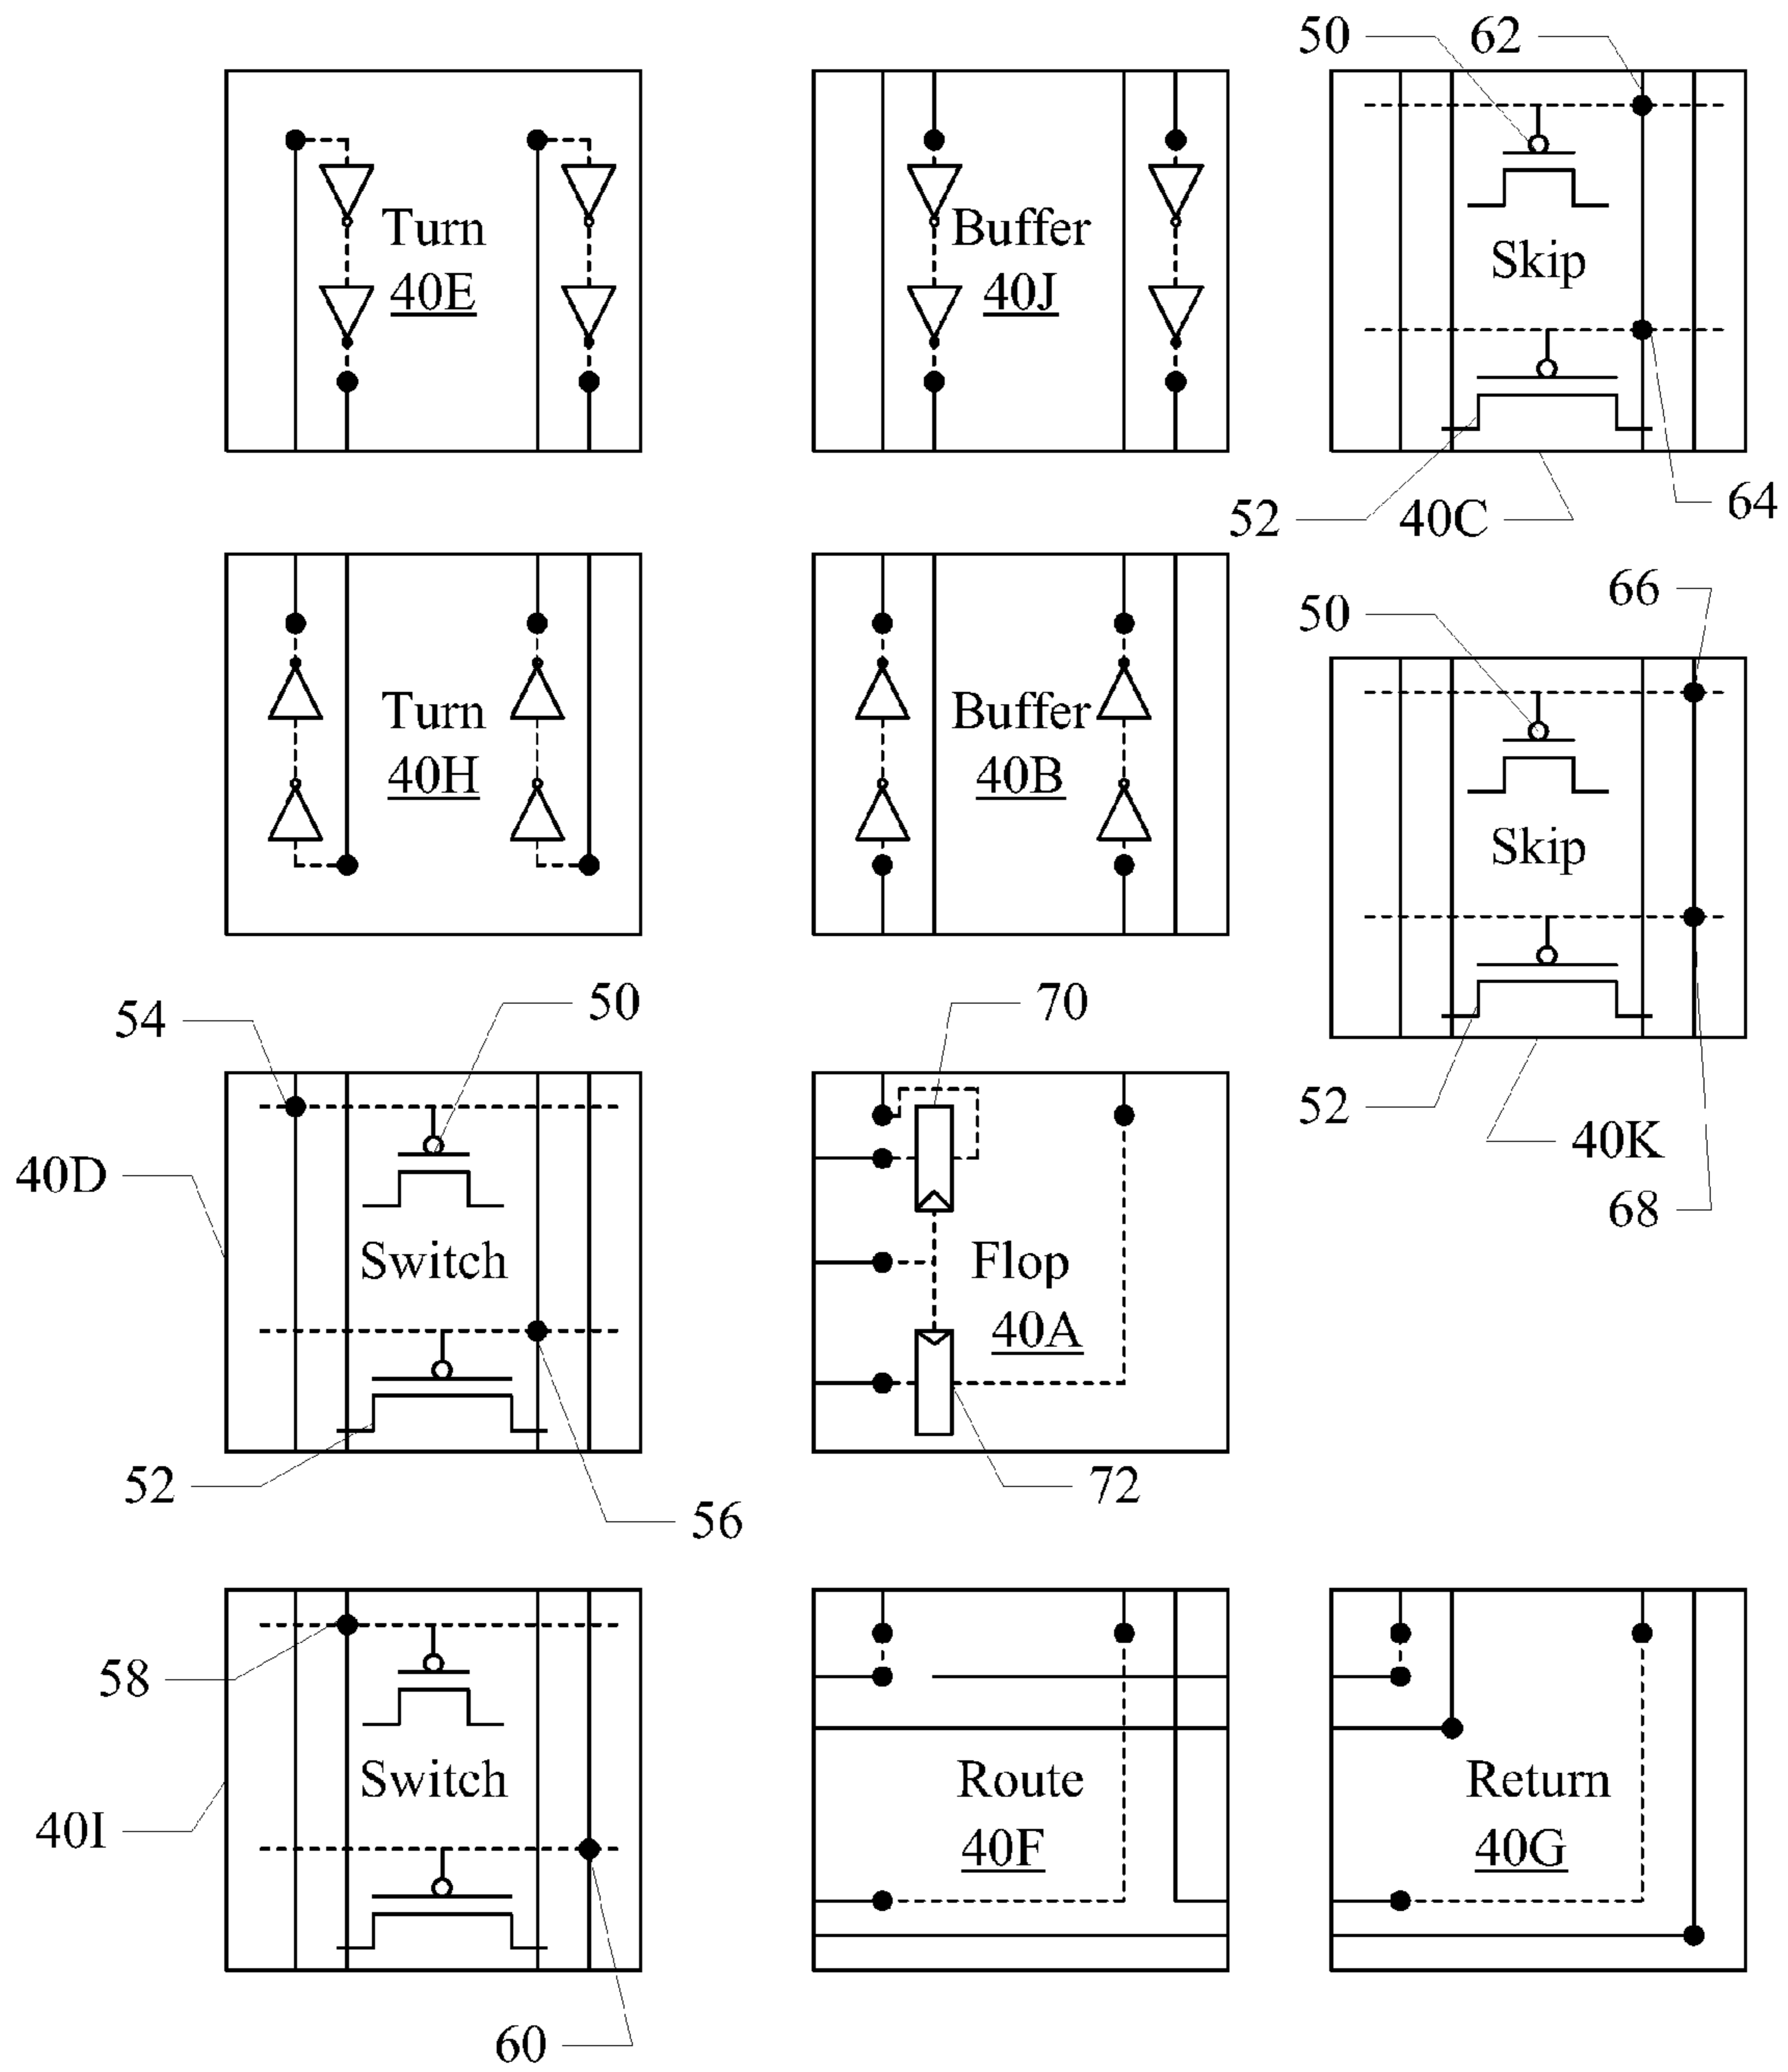 50
62
Turn
40E
Buffer
40J
Skip
52
40C
64
Turn
40H
Buffer
40B
50
66
Skip
54
50
70
52
40K
68
40D
Switch
Flop
40A
52
56
72
58
Switch
40I
Route
40F
Return
40G
60